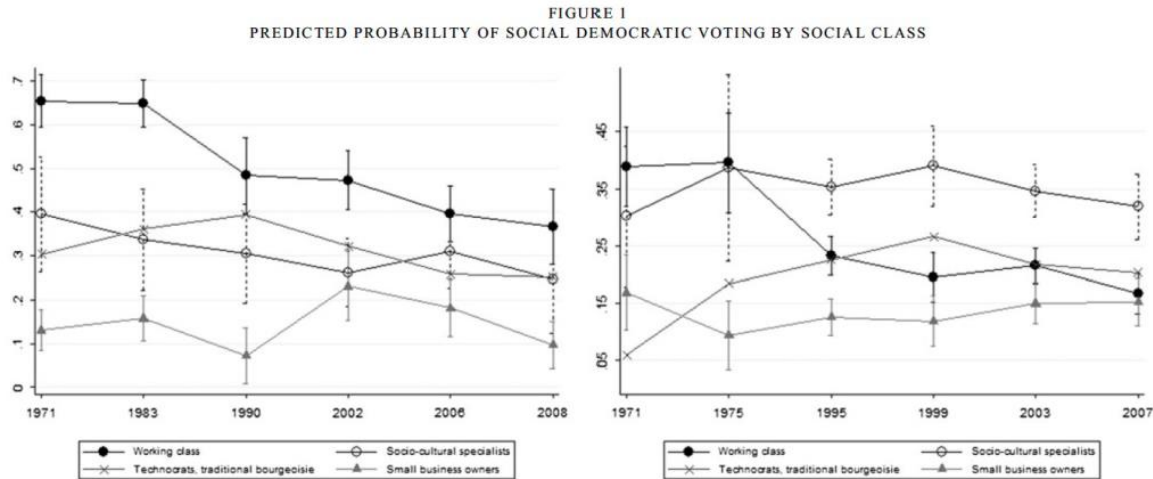 FIGURE 1
PREDICTED PROBABILITY OF SOCIAL DEMOCRATIC VOTING BY SOCIAL CLASS
.7
.6
.5
.4
.3
.2
.1
0
1971 1983 1990 2002 2006 2008
Working class Socio-cultural specialists
Technocrats, traditional bourgeoisie Small business owners
.45
.35
.25
.15
.05
1971 1975 1995 1999 2003 2007
Working class Socio-cultural specialists
Technocrats, traditional bourgeoisie Small business owners